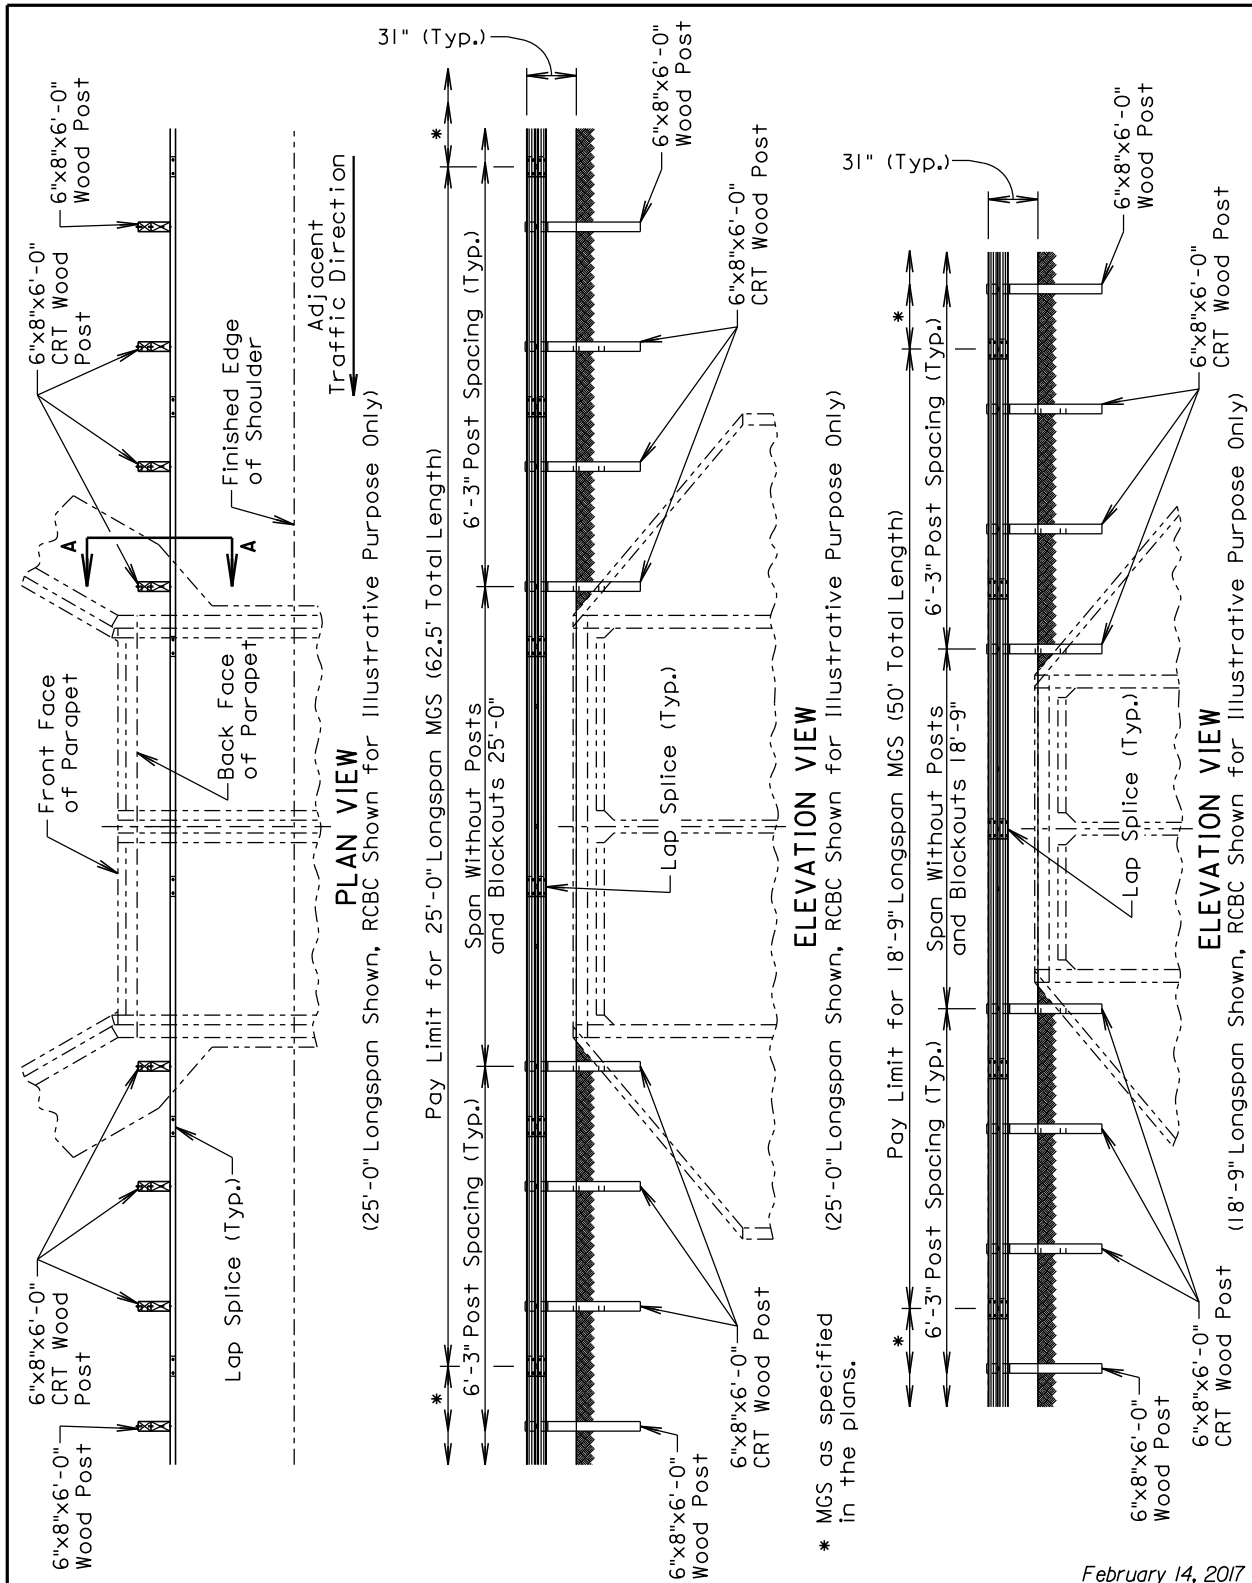 6"x8"x6'-0"
Wood Post
6"x8"x6'-0"
CRT Wood
Post
Front Face
of Parapet
6"x8"x6'-0"
CRT Wood
Post
6"x8"x6'-0"
Wood Post
A
A
Lap Splice (Typ.)
Back Face
of Parapet
Finished Edge
of Shoulder
Adjacent
Traffic Direction
PLAN VIEW
(25'-0" Longspan Shown, RCBC Shown for Illustrative Purpose Only)
31" (Typ.)
*
Pay Limit for 25'-0" Longspan MGS (62.5' Total Length)
*
6'-3" Post Spacing (Typ.)
Span Without Posts
and Blockouts 25'-0"
6'-3" Post Spacing (Typ.)
6"x8"x6'-0"
Wood Post
6"x8"x6'-0"
CRT Wood Post
Lap Splice (Typ.)
6"x8"x6'-0"
CRT Wood Post
6"x8"x6'-0"
Wood Post
ELEVATION VIEW
(25'-0" Longspan Shown, RCBC Shown for Illustrative Purpose Only)
* MGS as specified
in the plans.
31" (Typ.)
*
Pay Limit for 18'-9" Longspan MGS (50' Total Length)
*
6'-3" Post Spacing (Typ.)
Span Without Posts
and Blockouts 18'-9"
6'-3" Post Spacing (Typ.)
6"x8"x6'-0"
Wood Post
6"x8"x6'-0"
CRT Wood Post
Lap Splice (Typ.)
6"x8"x6'-0"
CRT Wood Post
6"x8"x6'-0"
Wood Post
ELEVATION VIEW
(18'-9" Longspan Shown, RCBC Shown for Illustrative Purpose Only)
February 14, 2017